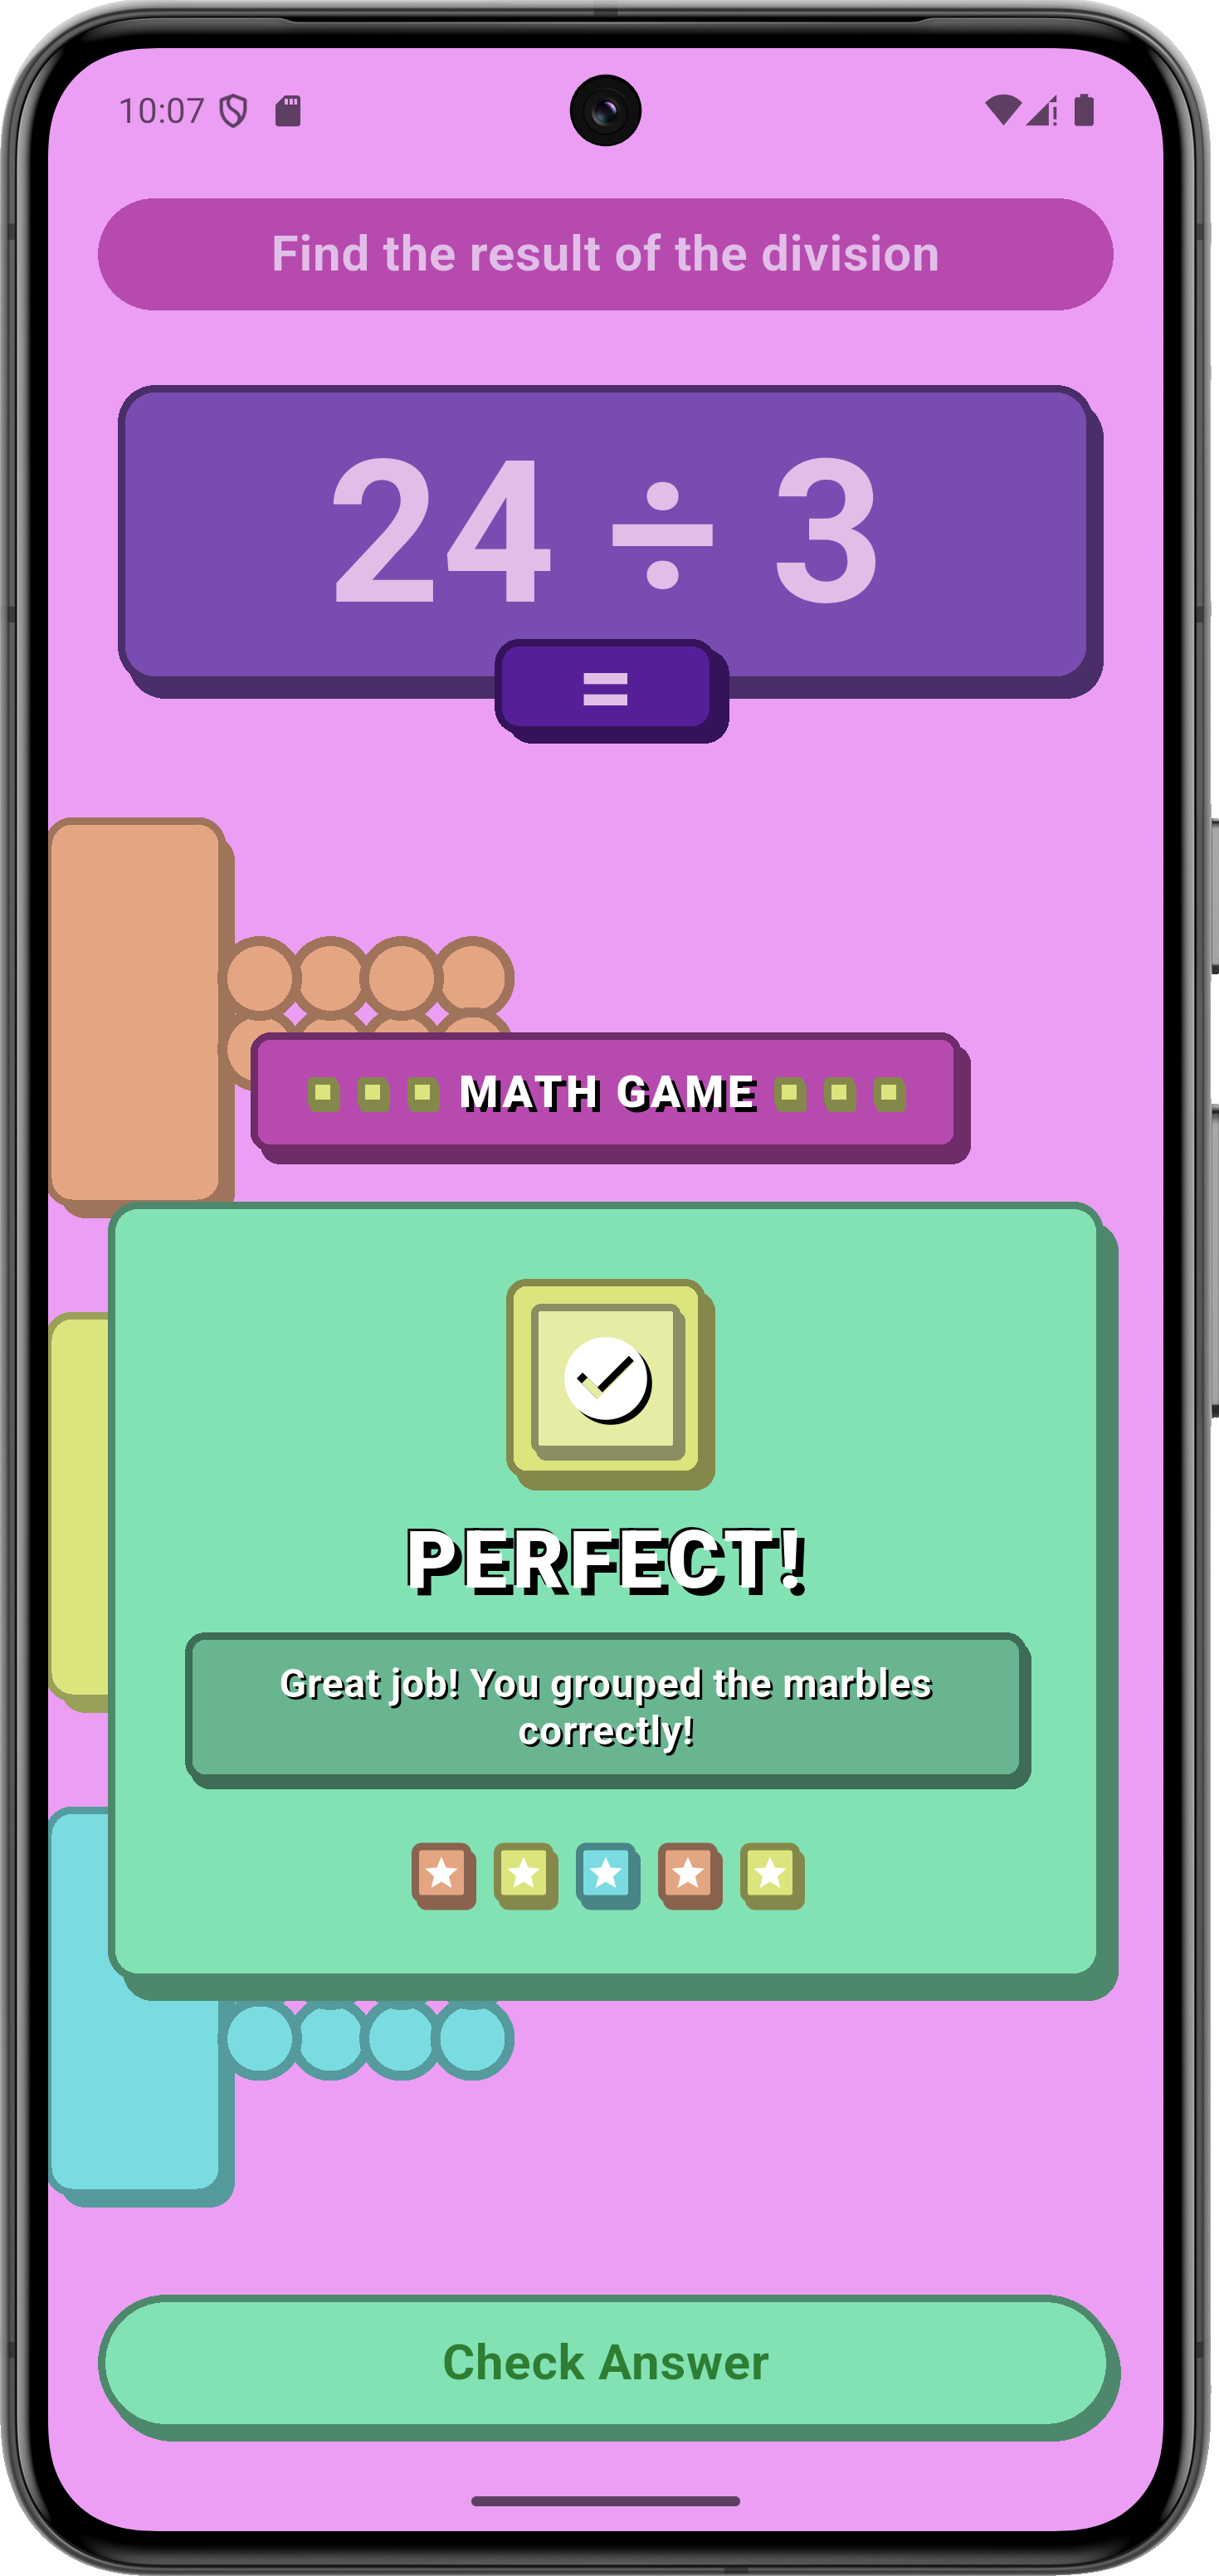 10:07
Find the result of the division
24 ÷ 3
=
MATH GAME
PERFECT!
Great job! You grouped the marbles
correctly!
Check Answer